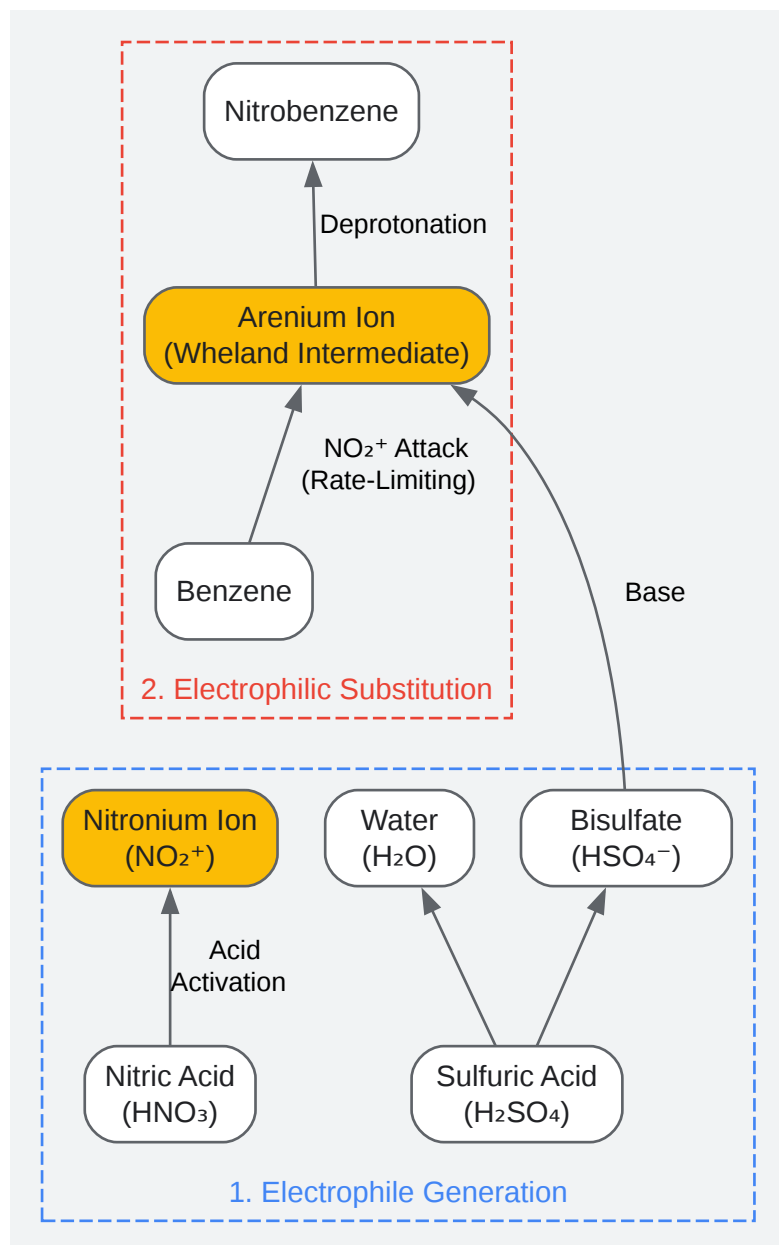 Nitrobenzene
Deprotonation
Arenium Ion
(Wheland Intermediate)
NO₂⁺ Attack
(Rate-Limiting)
Benzene
Base
2. Electrophilic Substitution
Nitronium Ion
(NO₂⁺)
Water
(H₂O)
Bisulfate
(HSO₄⁻)
Acid
Activation
Nitric Acid
(HNO₃)
Sulfuric Acid
(H₂SO₄)
1. Electrophile Generation